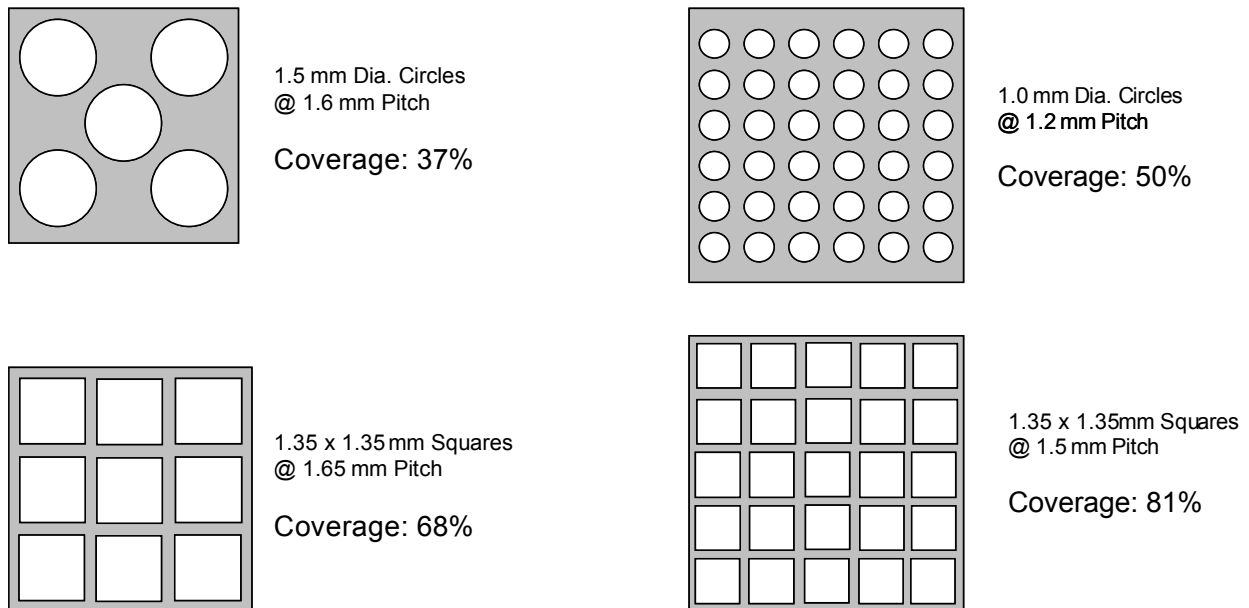 1.5 mm Dia. Circles
@ 1.6 mm Pitch
Coverage: 37%
1.0 mm Dia. Circles
@ 1.2 mm Pitch
Coverage: 50%
1.35 x 1.35 mm Squares
@ 1.65 mm Pitch
Coverage: 68%
1.35 x 1.35mm Squares
@ 1.5 mm Pitch
Coverage: 81%